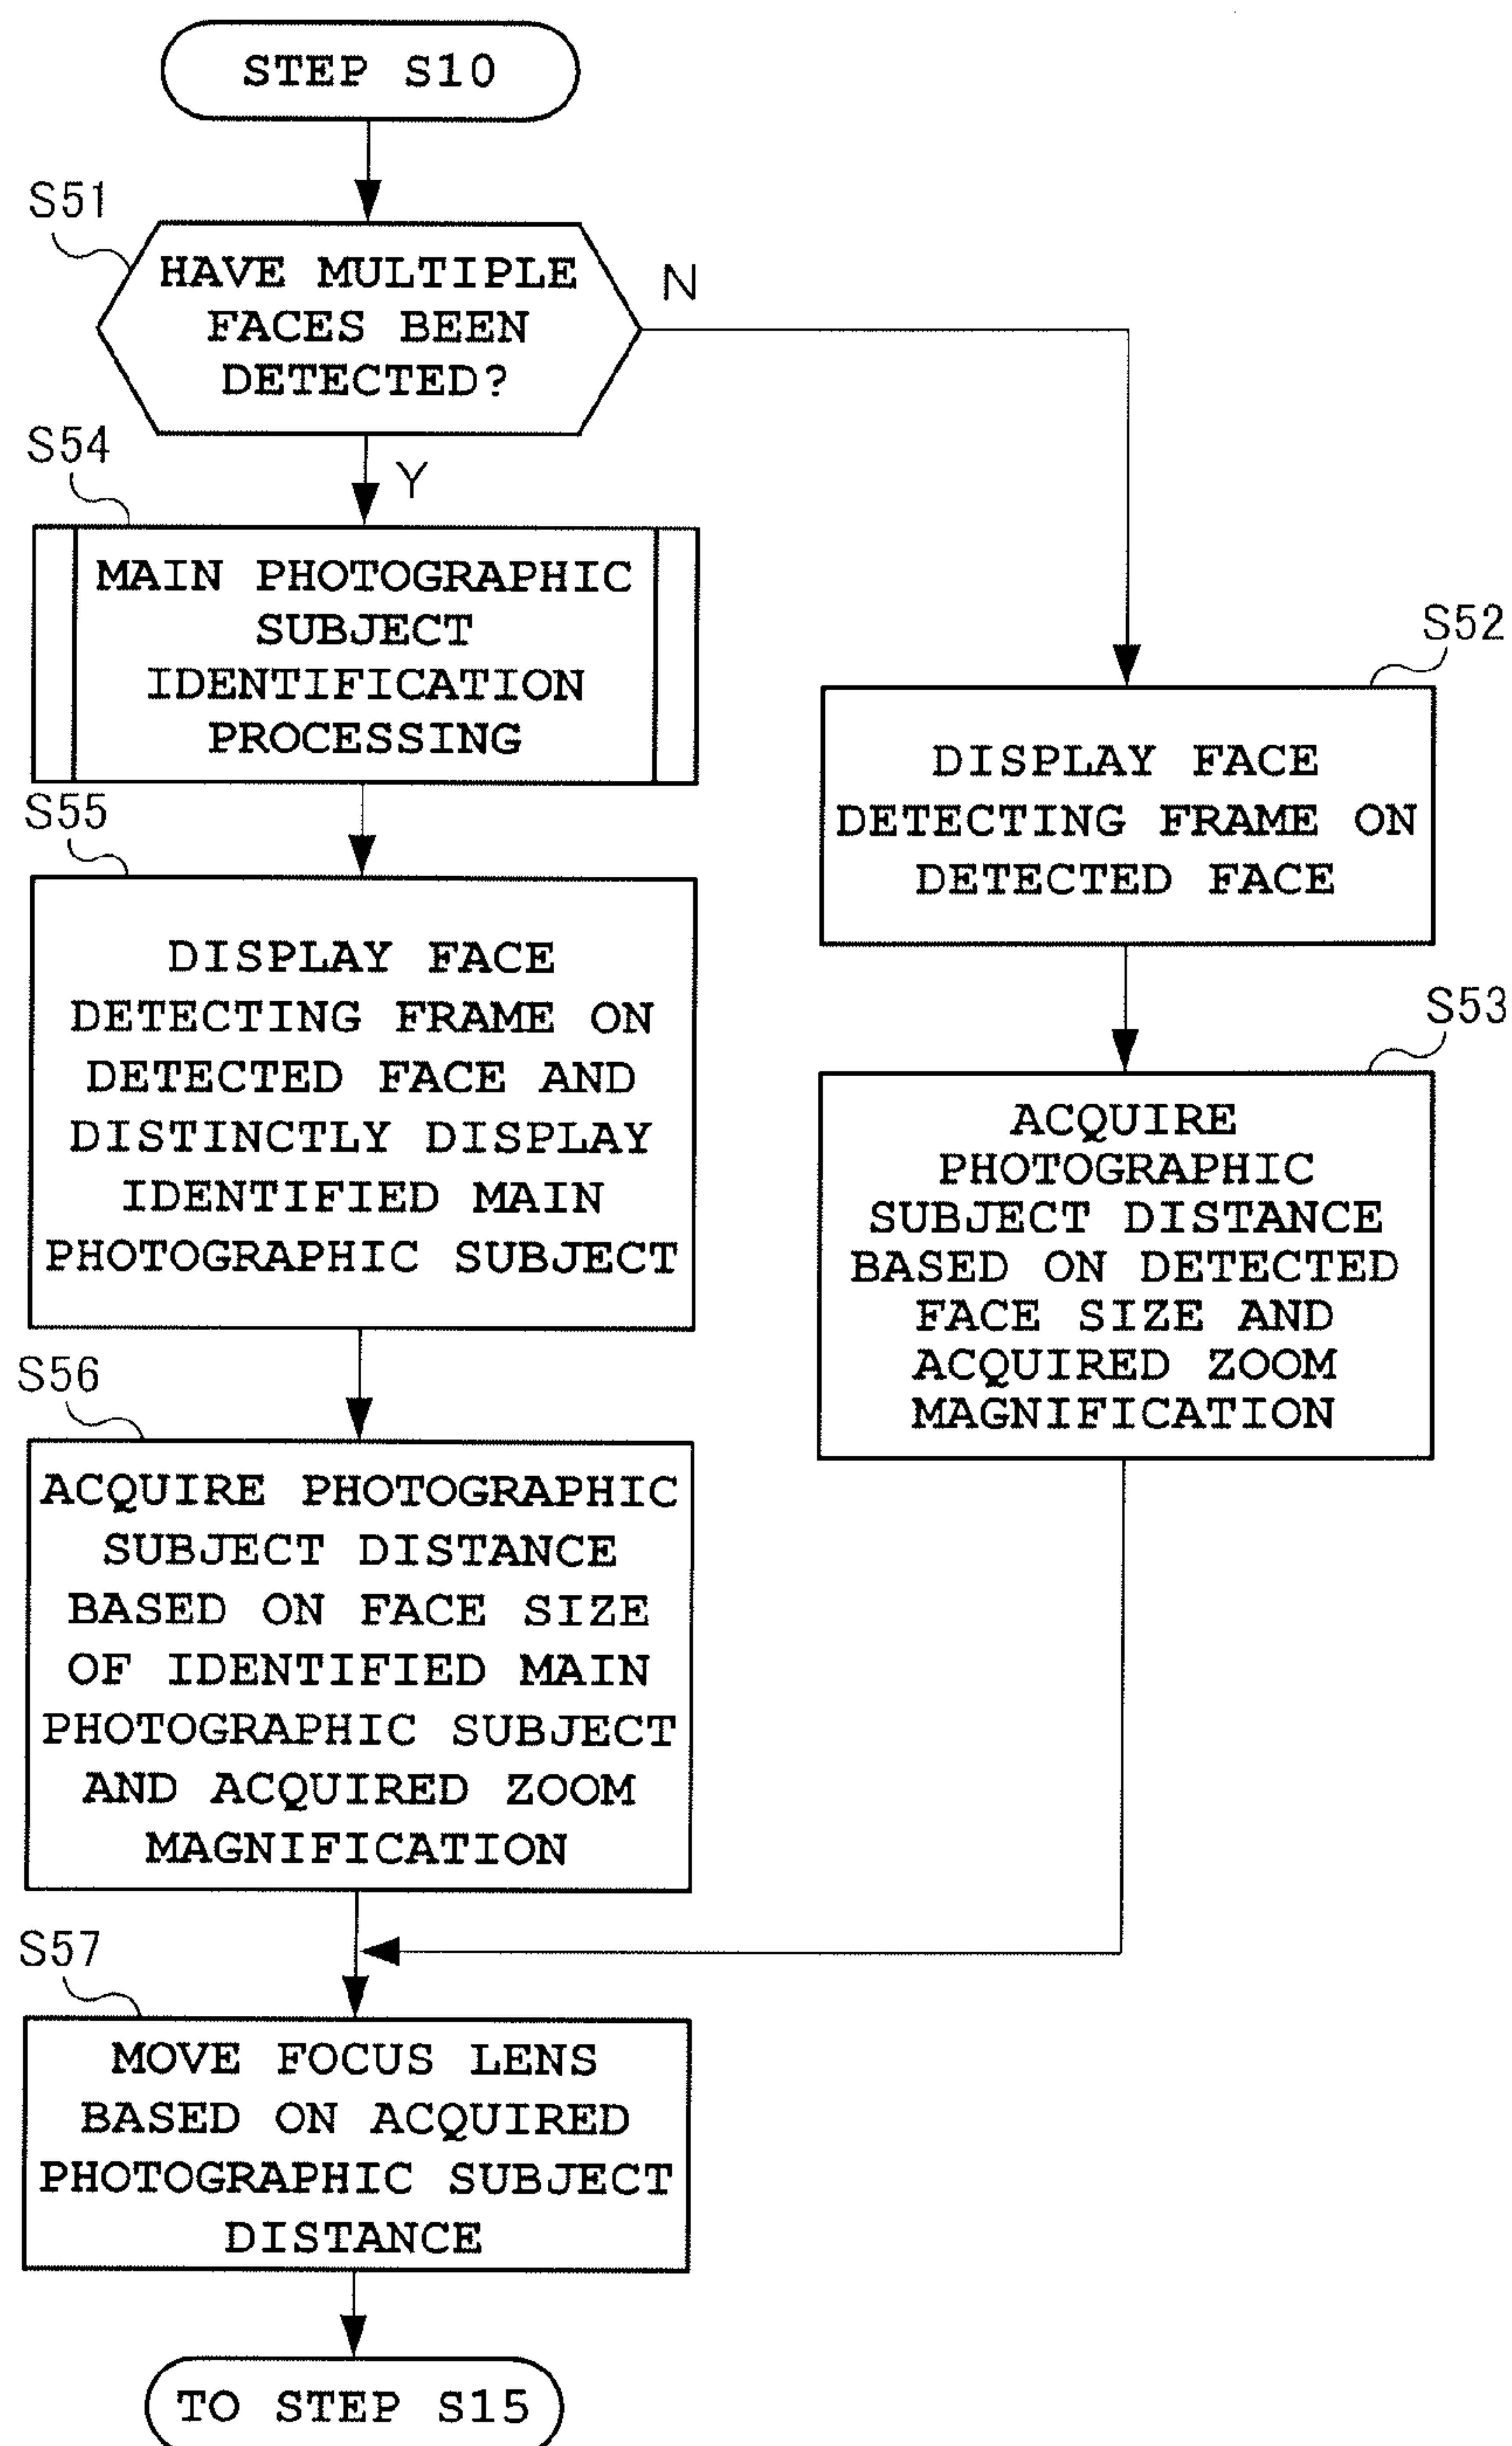 STEP S10
S51
HAVE MULTIPLE
FACES BEEN
DETECTED?
N
Y
S54
MAIN PHOTOGRAPHIC
SUBJECT
IDENTIFICATION
PROCESSING
S52
DISPLAY FACE
DETECTING FRAME ON
DETECTED FACE
S55
DISPLAY FACE
DETECTING FRAME ON
DETECTED FACE AND
DISTINCTLY DISPLAY
IDENTIFIED MAIN
PHOTOGRAPHIC SUBJECT
S53
ACQUIRE
PHOTOGRAPHIC
SUBJECT DISTANCE
BASED ON DETECTED
FACE SIZE AND
ACQUIRED ZOOM
MAGNIFICATION
S56
ACQUIRE PHOTOGRAPHIC
SUBJECT DISTANCE
BASED ON FACE SIZE
OF IDENTIFIED MAIN
PHOTOGRAPHIC SUBJECT
AND ACQUIRED ZOOM
MAGNIFICATION
S57
MOVE FOCUS LENS
BASED ON ACQUIRED
PHOTOGRAPHIC SUBJECT
DISTANCE
TO STEP S15